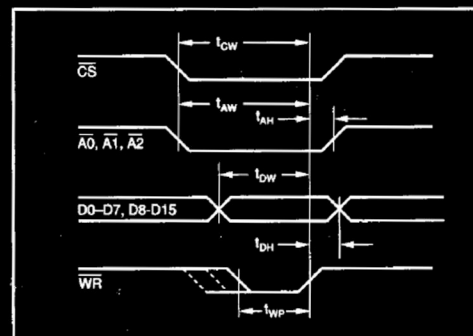 tCW
CS
tAW
tAH
A0, A1, A2
tDW
D0–D7, D8-D15
tDH
WR
tWP